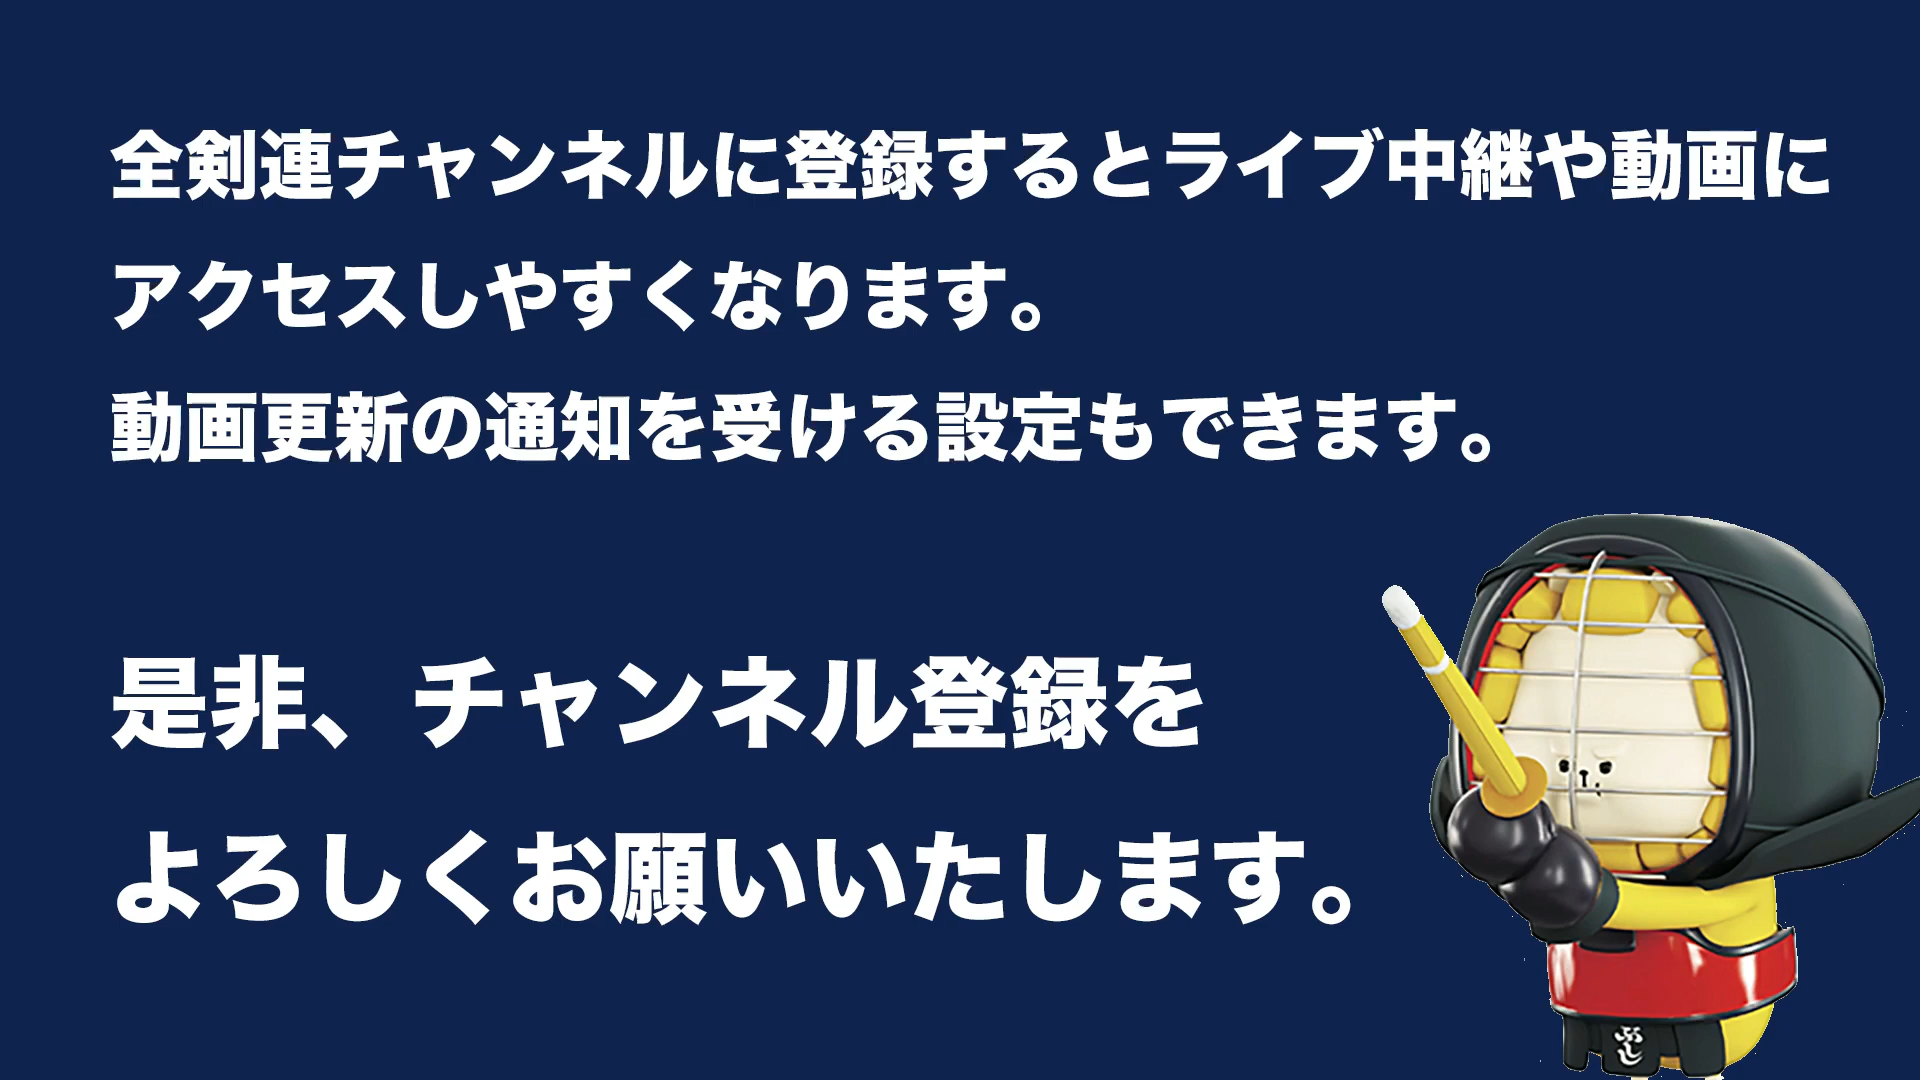 全剣連チャンネルに登録するとライブ中継や動画に
アクセスしやすくなります。
動画更新の通知を受ける設定もできます。
是非、チャンネル登録を
よろしくお願いいたします。
ぶし